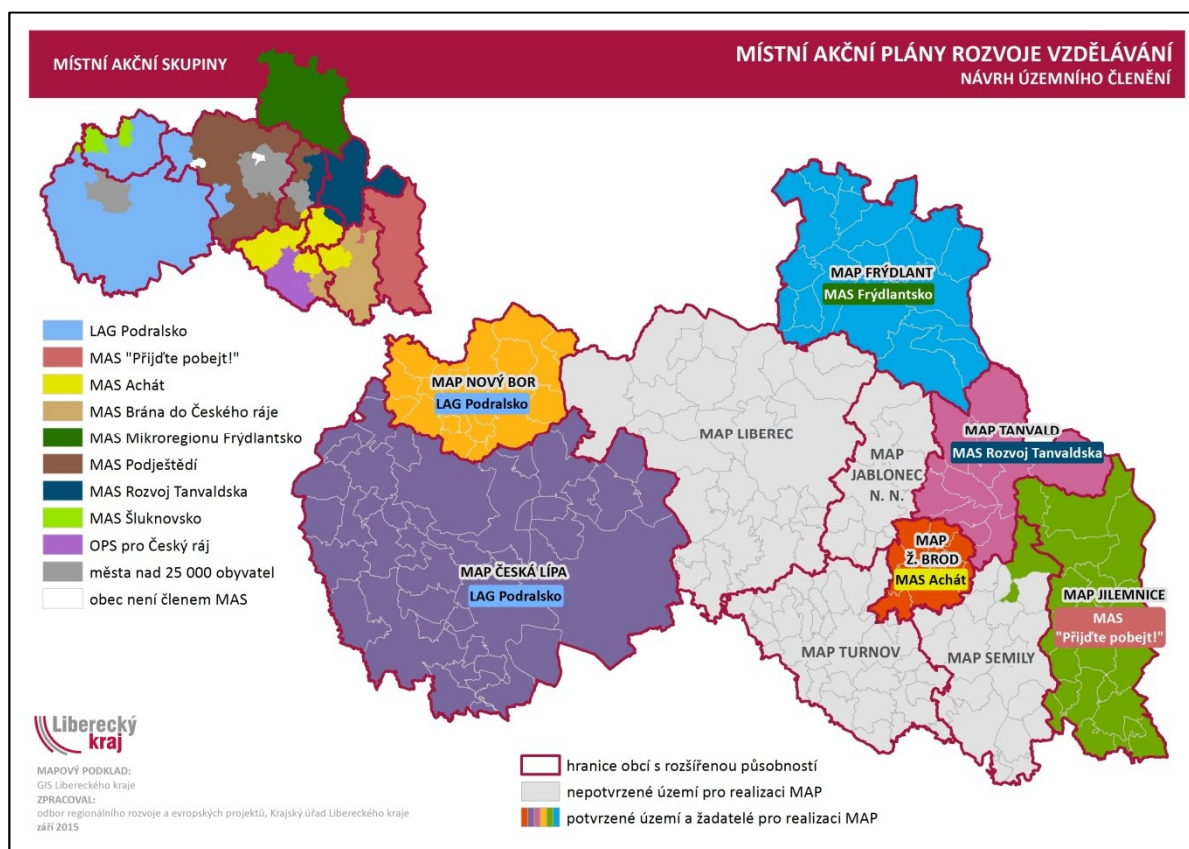 MÍSTNÍ AKČNÍ SKUPINY
MÍSTNÍ AKČNÍ PLÁNY ROZVOJE VZDĚLÁVÁNÍ
NÁVRH ÚZEMNÍHO ČLENĚNÍ
LAG Podralsko
MAS "Přijďte pobejt!"
MAS Achát
MAS Brána do Českého ráje
MAS Mikroregionu Frýdlantsko
MAS Podještědí
MAS Rozvoj Tanvaldska
MAS Šluknovsko
OPS pro Český ráj
města nad 25 000 obyvatel
obec není členem MAS
MAP FRÝDLANT
MAS Frýdlantsko
MAP NOVÝ BOR
LAG Podralsko
MAP LIBEREC
MAP
JABLONEC
N. N.
MAP TANVALD
MAS Rozvoj Tanvaldska
MAP
Ž. BROD
MAS Achát
MAP ČESKÁ LÍPA
LAG Podralsko
MAP JILEMNICE
MAS
"Přijďte pobejt!"
MAP TURNOV
MAP SEMILY
Liberecký
kraj
MAPOVÝ PODKLAD:
GIS Libereckého kraje
ZPRACOVAL:
odbor regionálního rozvoje a evropských projektů, Krajský úřad Libereckého kraje
září 2015
hranice obcí s rozšířenou působností
nepotvrzené území pro realizaci MAP
potvrzené území a žadatelé pro realizaci MAP